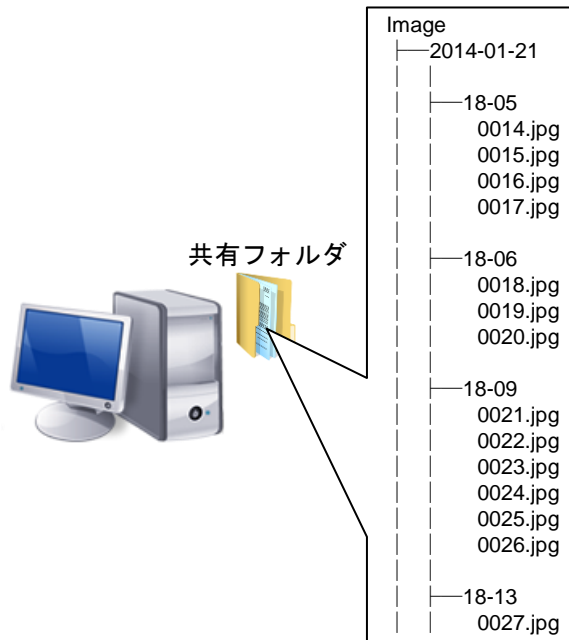 共有フォルダ
Image
2014-01-21
18-05
0014.jpg
0015.jpg
0016.jpg
0017.jpg
18-06
0018.jpg
0019.jpg
0020.jpg
18-09
0021.jpg
0022.jpg
0023.jpg
0024.jpg
0025.jpg
0026.jpg
18-13
0027.jpg